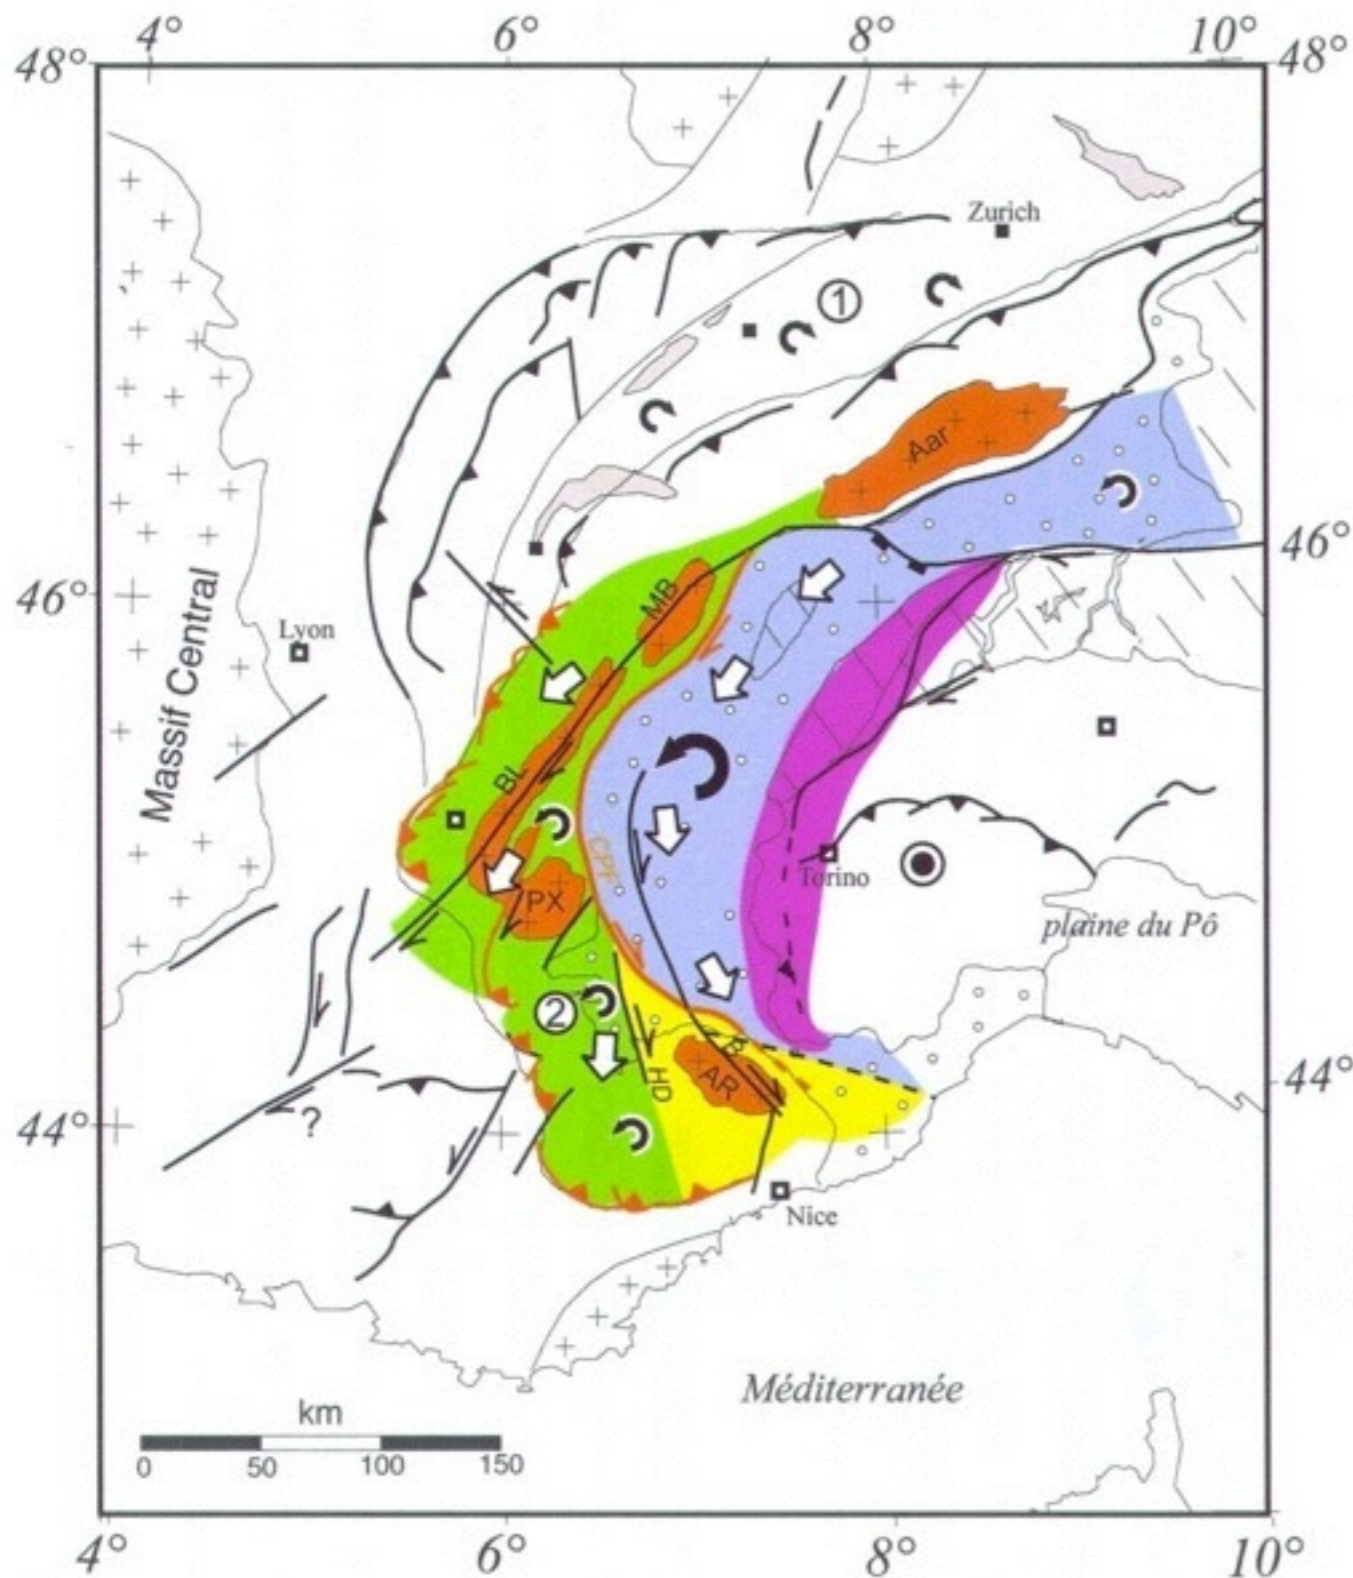 4° 6° 8° 10°
48° 48°
Zurich
1
Aar
46°
MB
46°
Lyon
Massif Central
BL
CPF
Torino
PX
plaine du Pô
2
AR
HD
44°
?
44°
Nice
Méditerranée
km
0 50 100 150
4° 6° 8° 10°